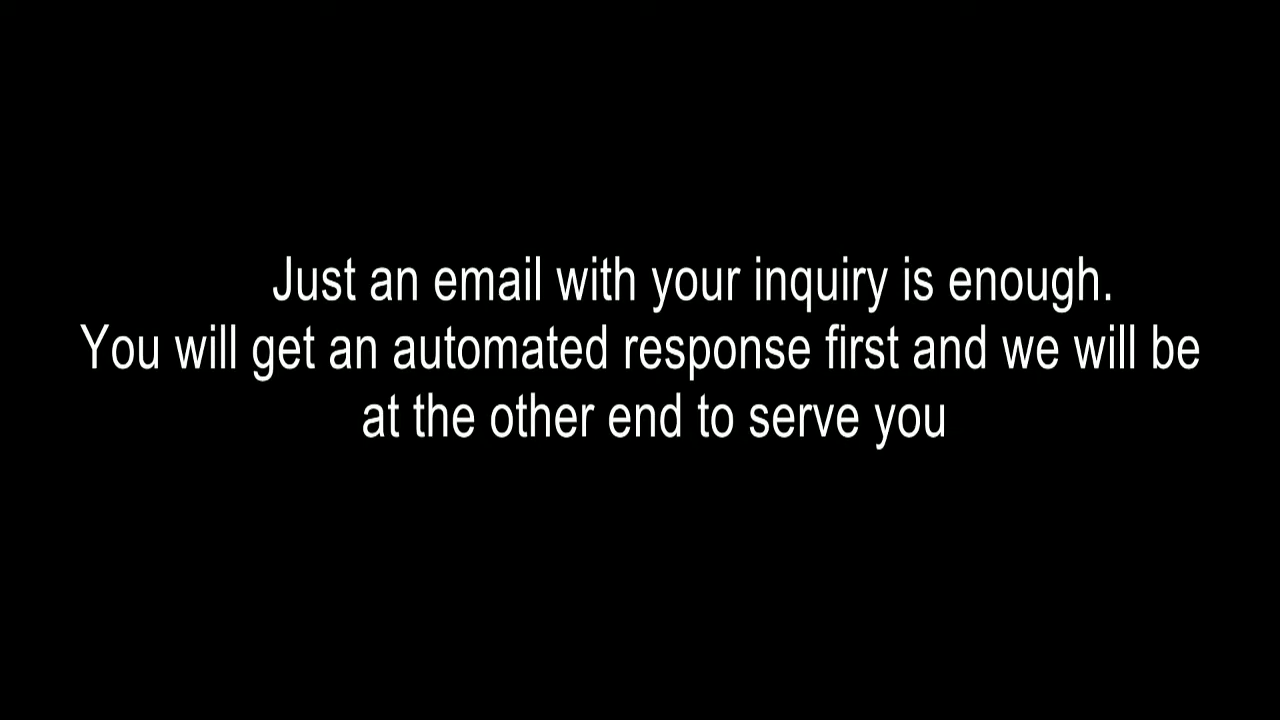 Just an email with your inquiry is enough.
You will get an automated response first and we will be
at the other end to serve you